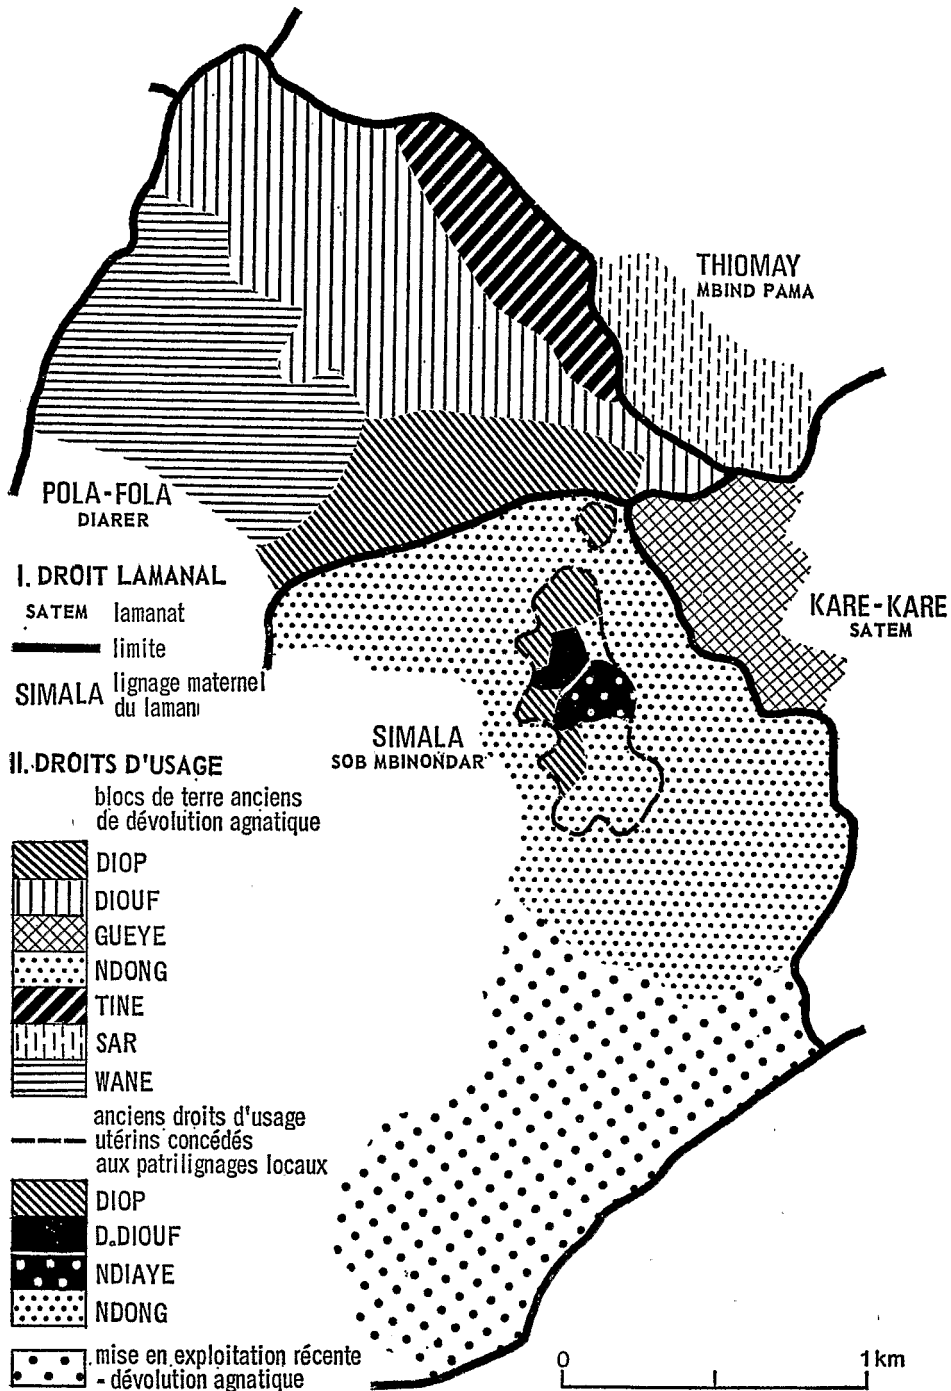 THIOMAY
MBIND PAMA
POLA-FOLA
DIARER
KARE-KARE
SATEM
SIMALA
SOB MBINONDAR
I. DROIT LAMANAL
SATEM lamanat
limite
SIMALA lignage maternel
du laman
II. DROITS D'USAGE
blocs de terre anciens
de dévolution agnatique
DIOP
DIOUF
GUEYE
NDONG
TINE
SAR
WANE
anciens droits d'usage
utérins concédés
aux patrilignages locaux
DIOP
D.DIOUF
NDIAYE
NDONG
mise en exploitation récente
- dévolution agnatique
0 1km